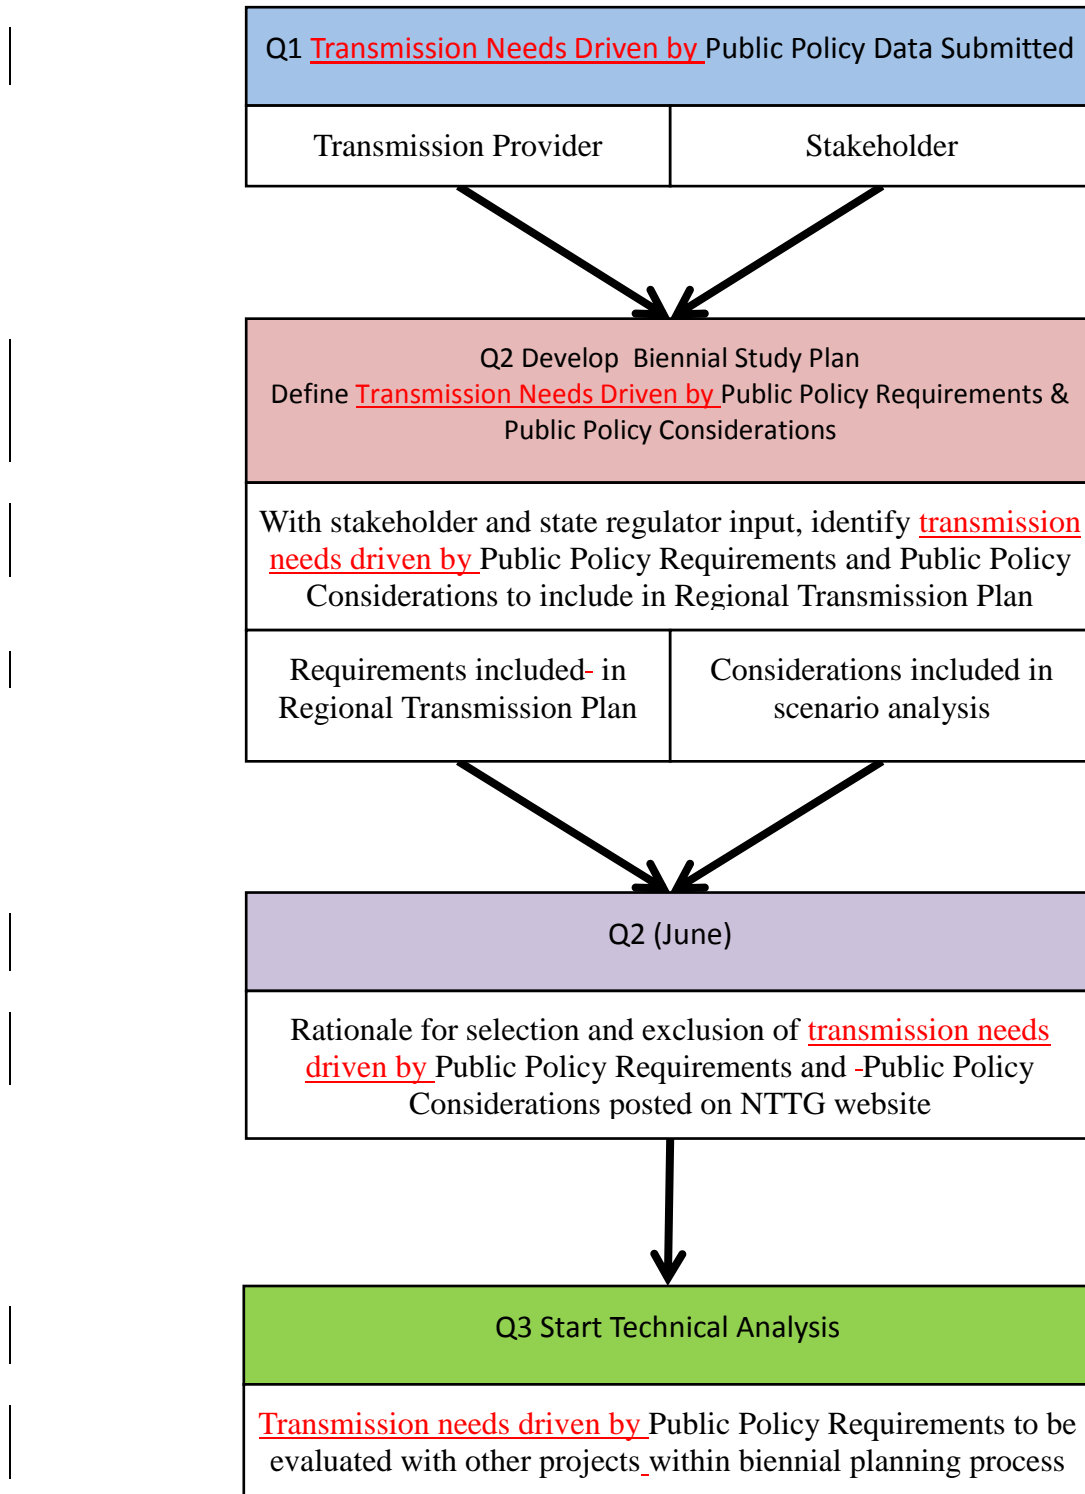 Q1 Transmission Needs Driven by Public Policy Data Submitted
Transmission Provider
Stakeholder
Q2 Develop  Biennial Study Plan
Define Transmission Needs Driven by Public Policy Requirements &
Public Policy Considerations
With stakeholder and state regulator input, identify transmission
needs driven by Public Policy Requirements and Public Policy
Considerations to include in Regional Transmission Plan
Requirements included- in
Regional Transmission Plan
Considerations included in
scenario analysis
Q2 (June)
Rationale for selection and exclusion of transmission needs
driven by Public Policy Requirements and -Public Policy
Considerations posted on NTTG website
Q3 Start Technical Analysis
Transmission needs driven by Public Policy Requirements to be
evaluated with other projects within biennial planning process